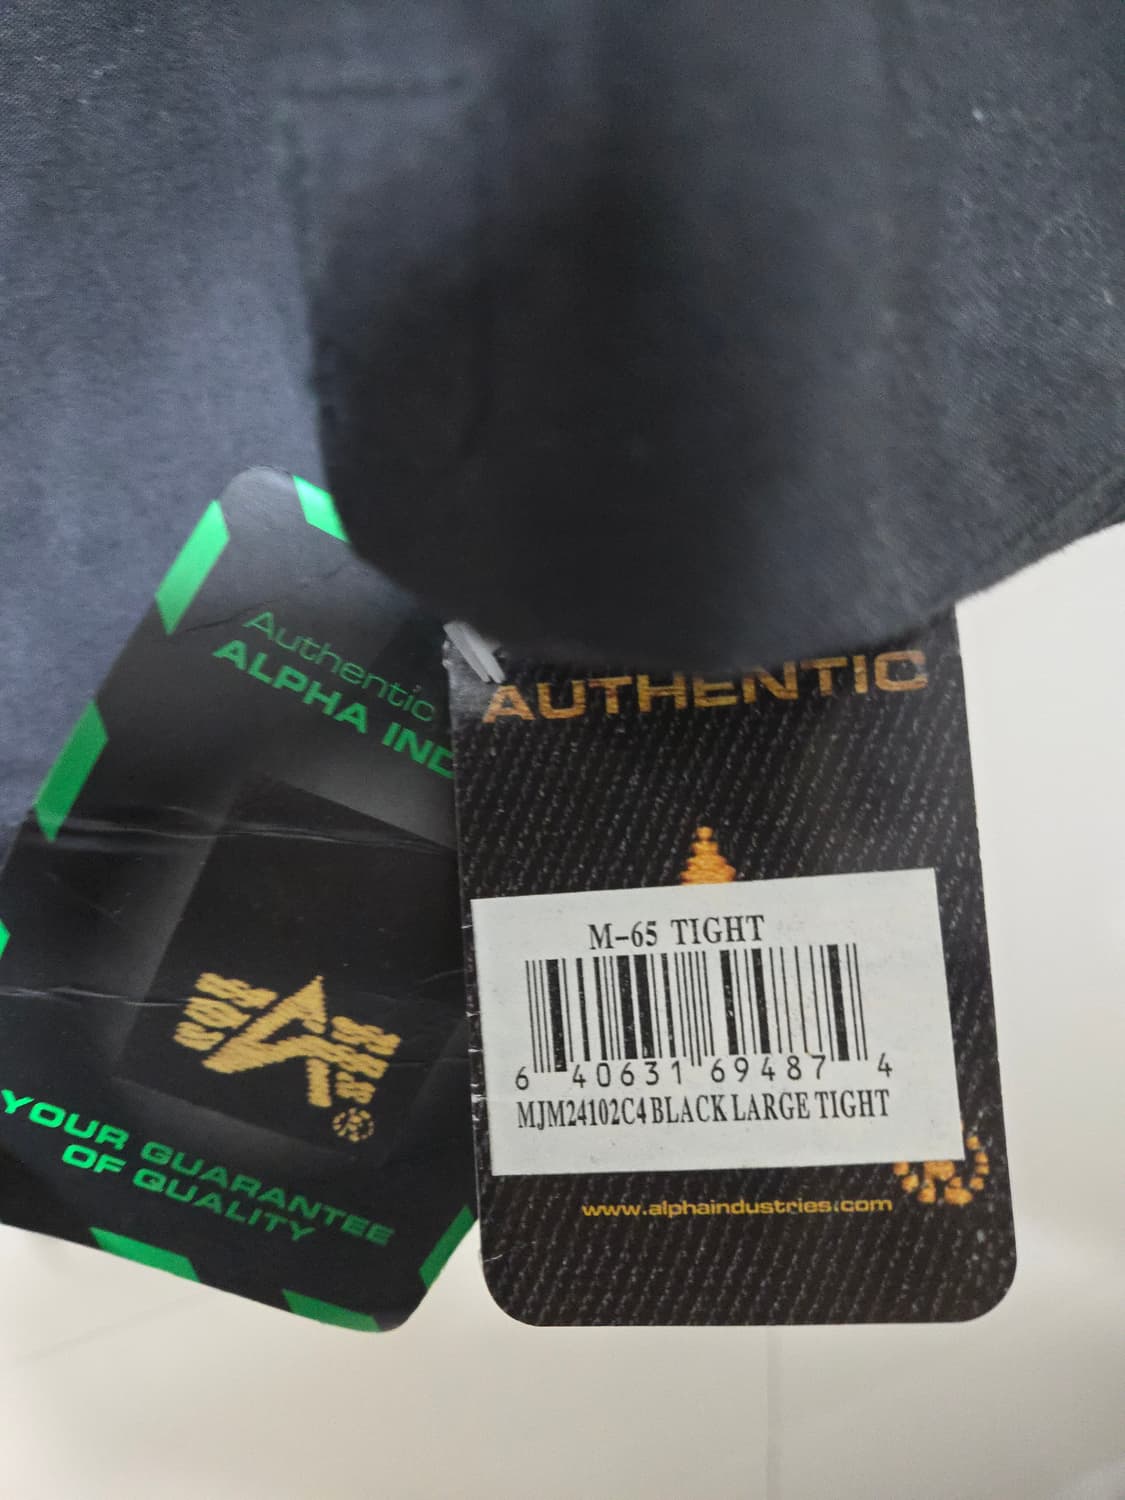 Authentic
ALPHA IND
YOUR GUARANTEE
OF QUALITY
AUTHENTIC
M-65 TIGHT
6 40631 69487 4
MJM24102C4 BLACK LARGE TIGHT
www.alphaindustries.com